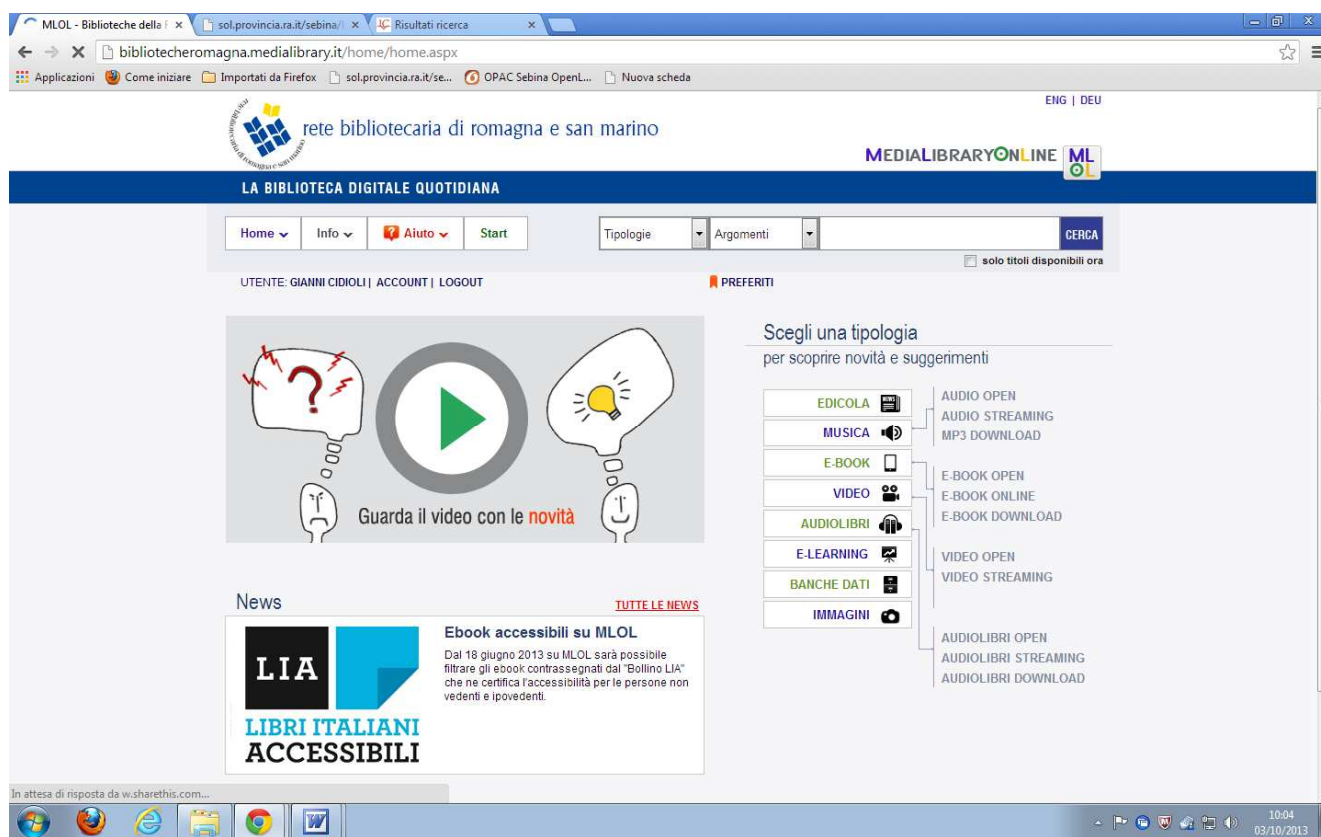 MLOL - Biblioteche della
sol.provincia.ra.it/sebina/
Risultati ricerca
bibliotecheromagna.medialibrary.it/home/home.aspx
Applicazioni Come iniziare Importati da Firefox sol.provincia.ra.it/se... OPAC Sebina OpenL... Nuova scheda
ENG | DEU
rete bibliotecaria di romagna e san marino
MEDIALIBRARYONLINE
ML
OL
LA BIBLIOTECA DIGITALE QUOTIDIANA
Home Info Aiuto Start Tipologie Argomenti CERCA
solo titoli disponibili ora
UTENTE: GIANNI CIDIOLI | ACCOUNT | LOGOUT
PREFERITI
Guarda il video con le novità
Scegli una tipologia
per scoprire novità e suggerimenti
EDICOLA
MUSICA
E-BOOK
VIDEO
AUDIOLIBRI
E-LEARNING
BANCHE DATI
IMMAGINI
AUDIO OPEN
AUDIO STREAMING
MP3 DOWNLOAD
E-BOOK OPEN
E-BOOK ONLINE
E-BOOK DOWNLOAD
VIDEO OPEN
VIDEO STREAMING
AUDIOLIBRI OPEN
AUDIOLIBRI STREAMING
AUDIOLIBRI DOWNLOAD
News
TUTTE LE NEWS
LIA
LIBRI ITALIANI
ACCESSIBILI
Ebook accessibili su MLOL
Dal 18 giugno 2013 su MLOL sarà possibile
filtrare gli ebook contrassegnati dal "Bollino LIA"
che ne certifica l'accessibilità per le persone non
vedenti e ipovedenti.
In attesa di risposta da w.sharethis.com...
10:04
03/10/2013